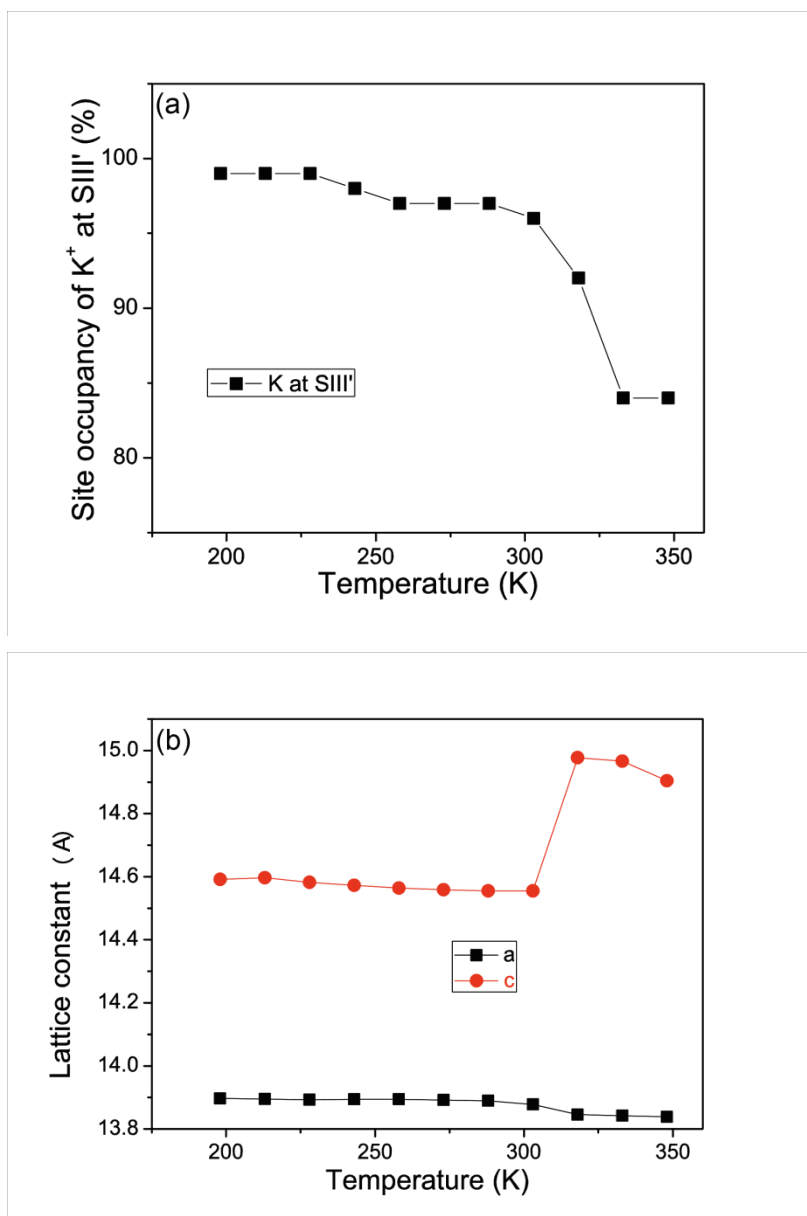 (a)
Site occupancy of K⁺ at SIII' (%)
100
90
80
K at SIII'
200
250
300
350
Temperature (K)
(b)
Lattice constant (A)
15.0
14.8
14.6
14.4
14.2
14.0
13.8
a
c
200
250
300
350
Temperature (K)